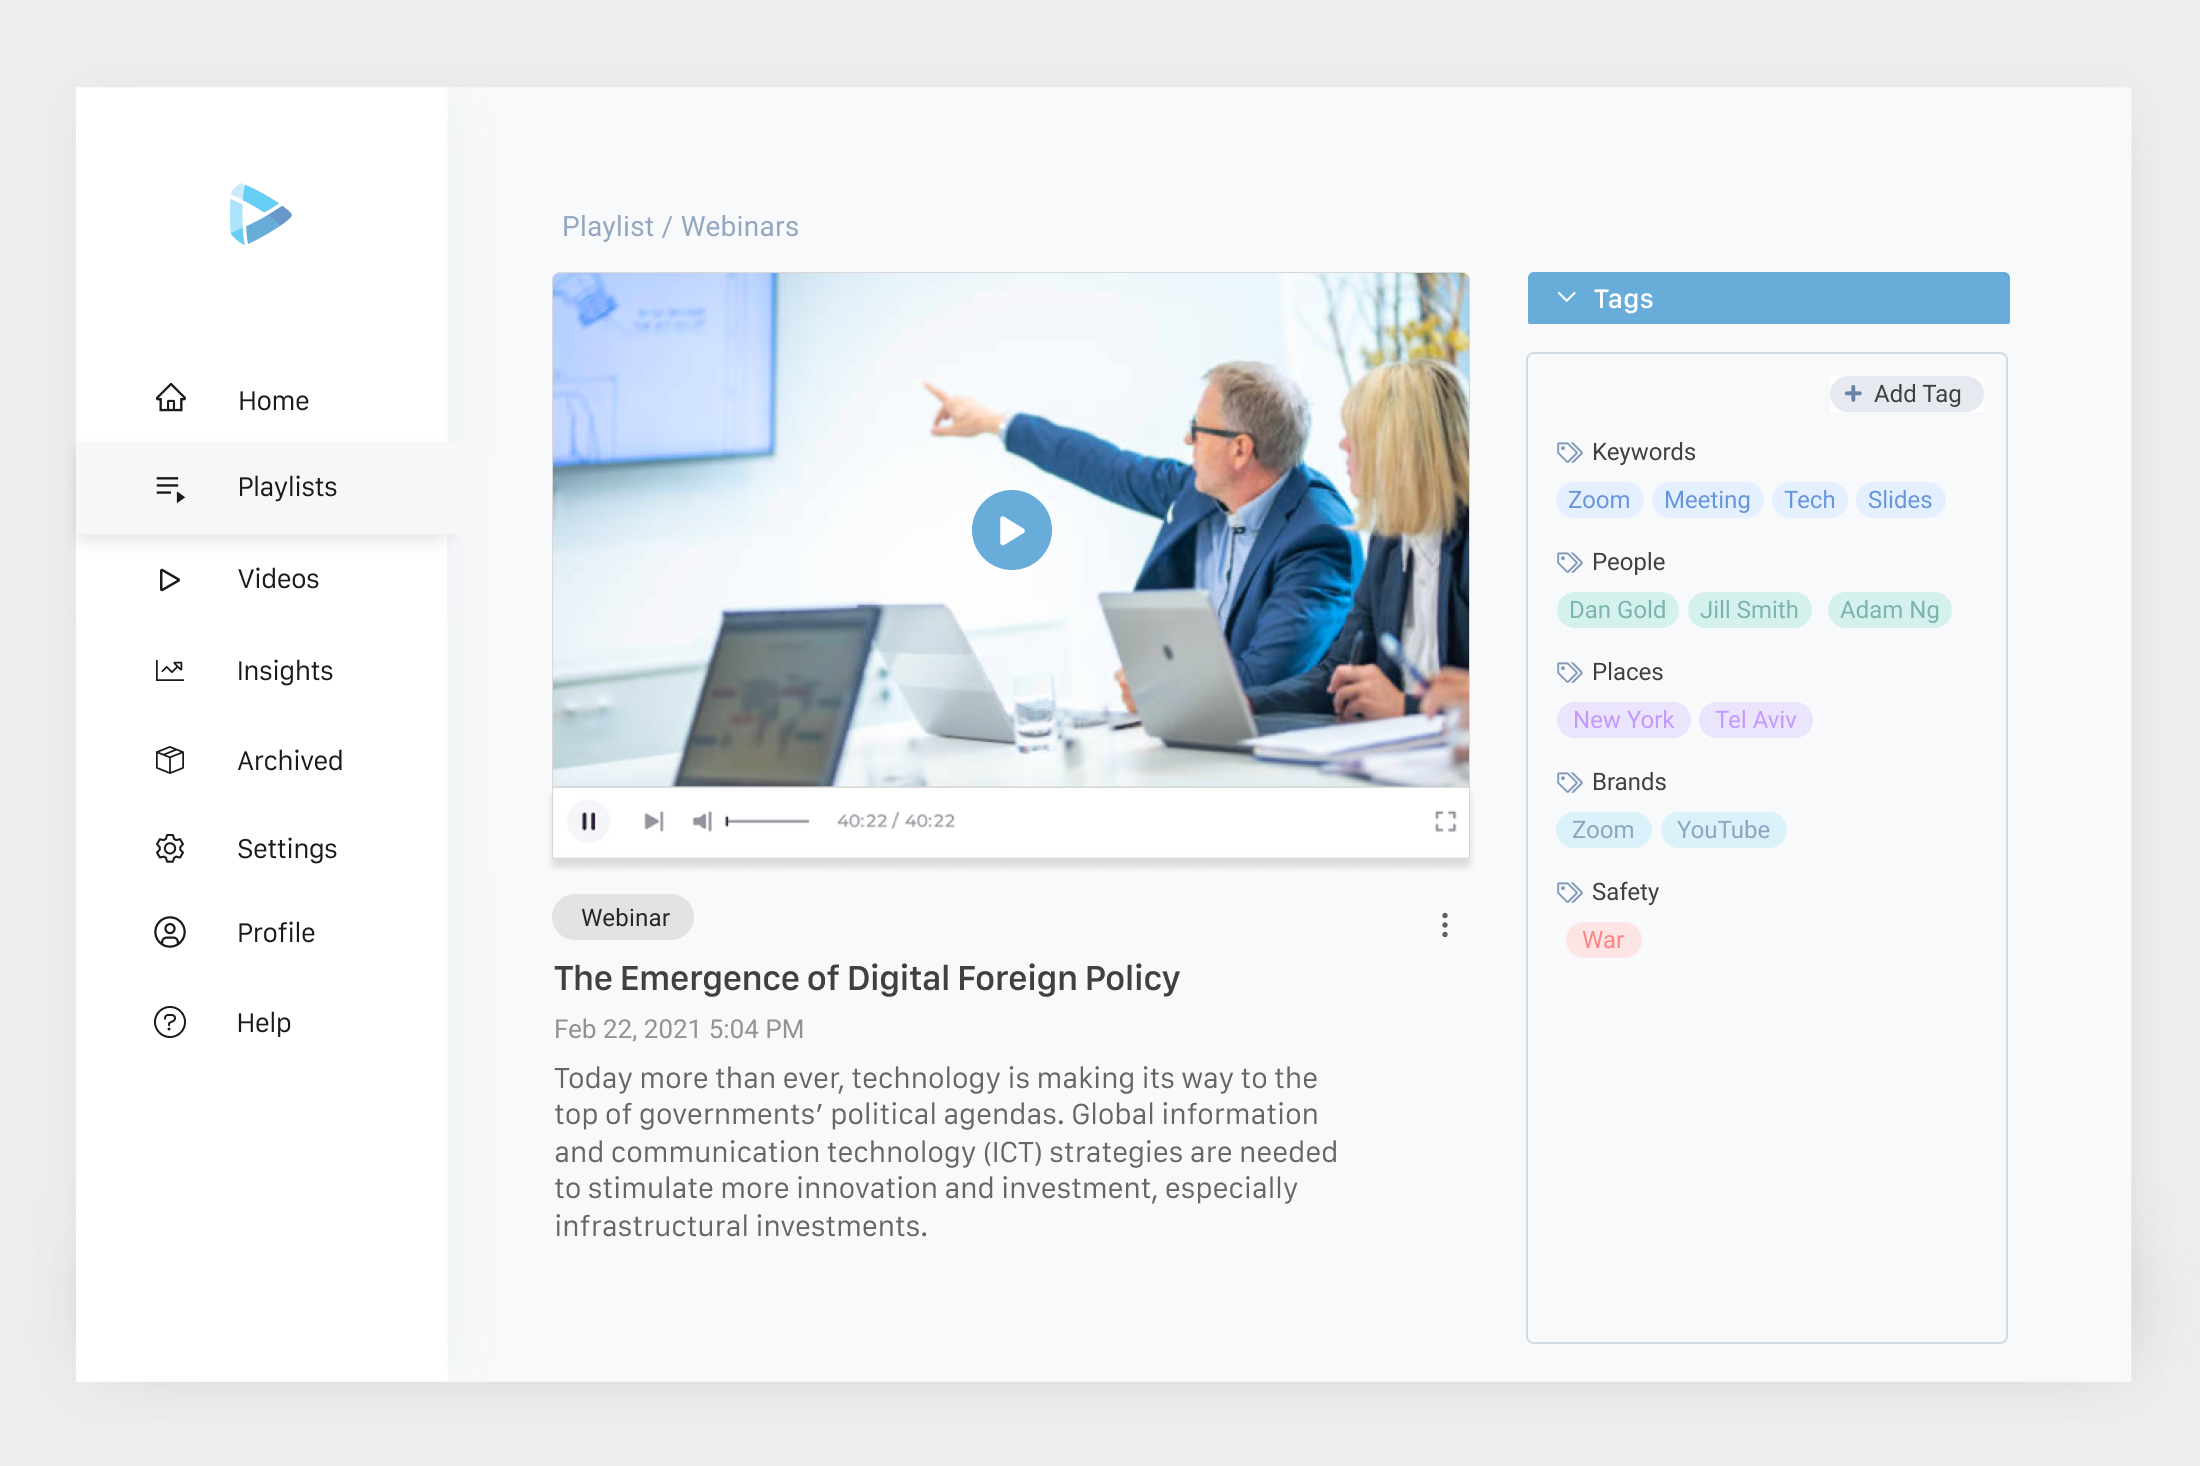 Home
Playlists
Videos
Insights
Archived
Settings
Profile
Help
Playlist / Webinars
40:22 / 40:22
Webinar
The Emergence of Digital Foreign Policy
Feb 22, 2021 5:04 PM
Today more than ever, technology is making its way to the
top of governments’ political agendas. Global information
and communication technology (ICT) strategies are needed
to stimulate more innovation and investment, especially
infrastructural investments.
Tags
+ Add Tag
Keywords
Zoom Meeting Tech Slides
People
Dan Gold Jill Smith Adam Ng
Places
New York Tel Aviv
Brands
Zoom YouTube
Safety
War